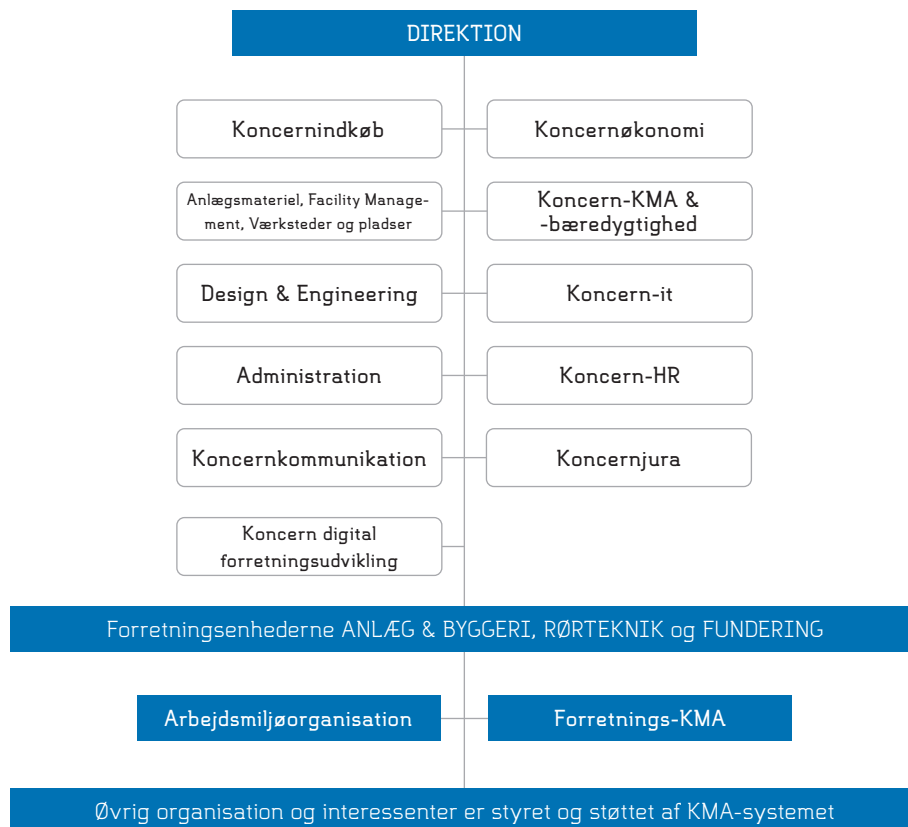 DIREKTION
Koncernindkøb
Koncernøkonomi
Anlægsmateriel, Facility Manage-
ment, Værksteder og pladser
Koncern-KMA &
-bæredygtighed
Design & Engineering
Koncern-it
Administration
Koncern-HR
Koncernkommunikation
Koncernjura
Koncern digital
forretningsudvikling
Forretningsenhederne ANLÆG & BYGGERI, RØRTEKNIK og FUNDERING
Arbejdsmiljøorganisation
Forretnings-KMA
Øvrig organisation og interessenter er styret og støttet af KMA-systemet